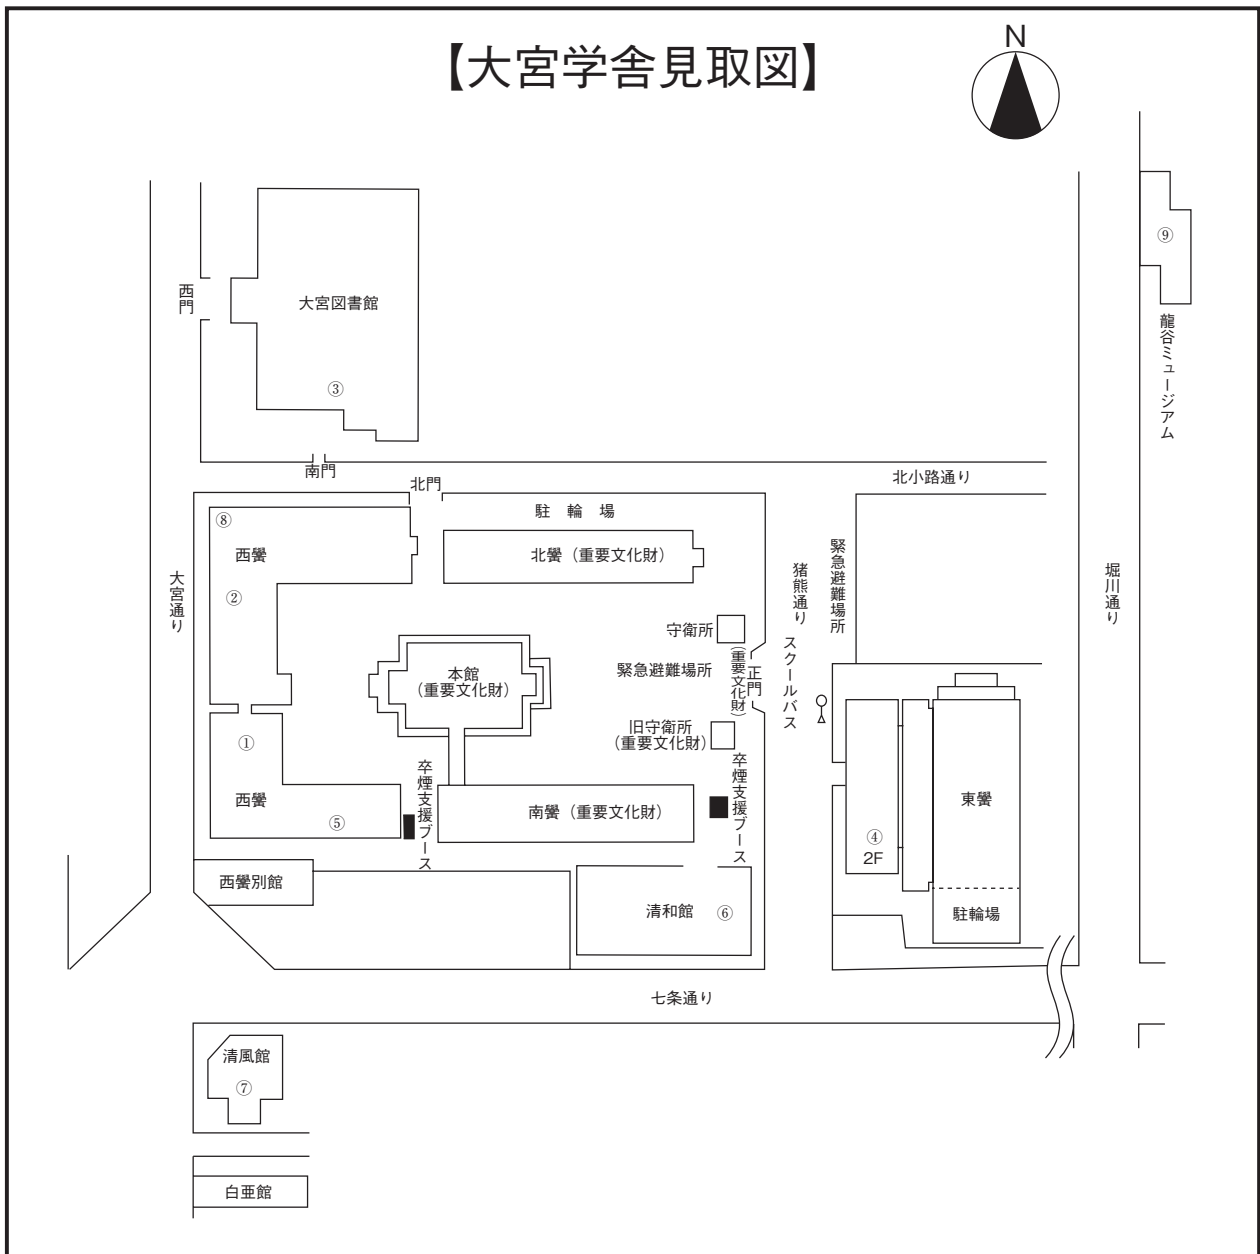 【大宮学舎見取図】
N
⑨
西門
大宮図書館
龍谷ミュージアム
③
南門
北門
北小路通り
⑧
駐輪場
西黌
北黌（重要文化財）
緊急避難場所
大宮通り
②
猪熊通り
堀川通り
守衛所
スクールバス
緊急避難場所
正門
（重要文化財）
本館
（重要文化財）
旧守衛所
（重要文化財）
①
卒煙支援ブース
卒煙支援ブース
西黌
⑤
南黌（重要文化財）
東黌
④
2F
西黌別館
清和館
⑥
駐輪場
七条通り
清風館
⑦
白亜館